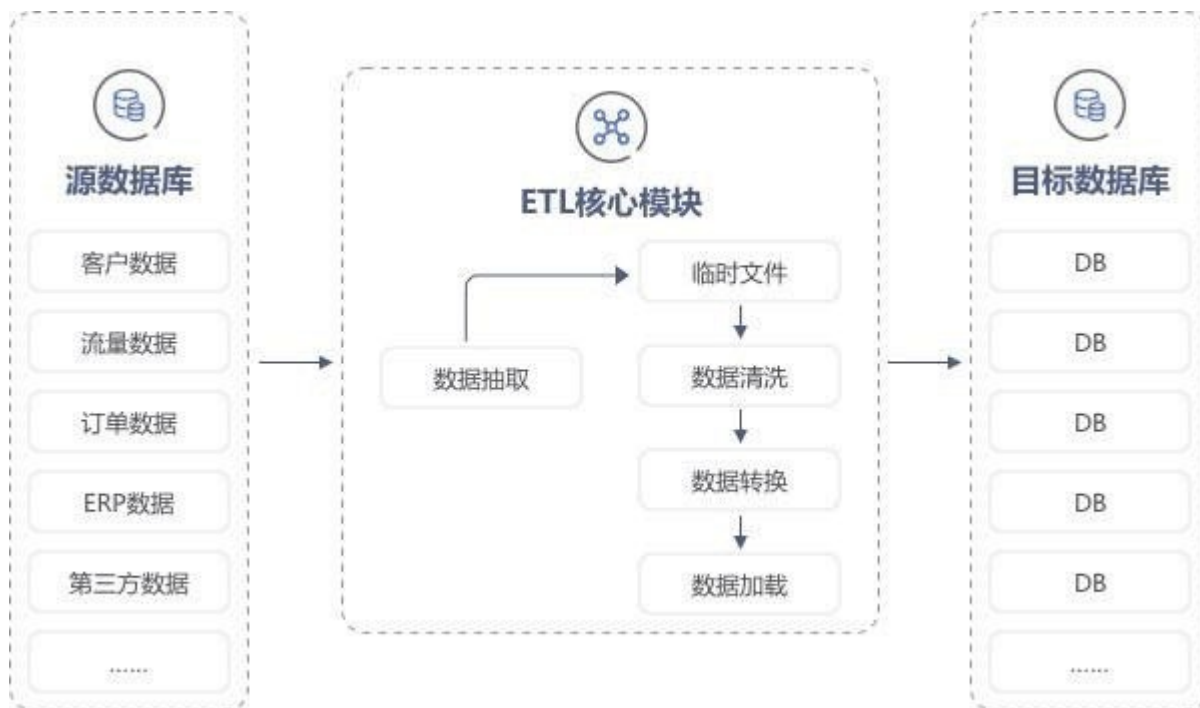 源数据库
客户数据
流量数据
订单数据
ERP数据
第三方数据
......
ETL核心模块
数据抽取
临时文件
数据清洗
数据转换
数据加载
目标数据库
DB
DB
DB
DB
DB
......